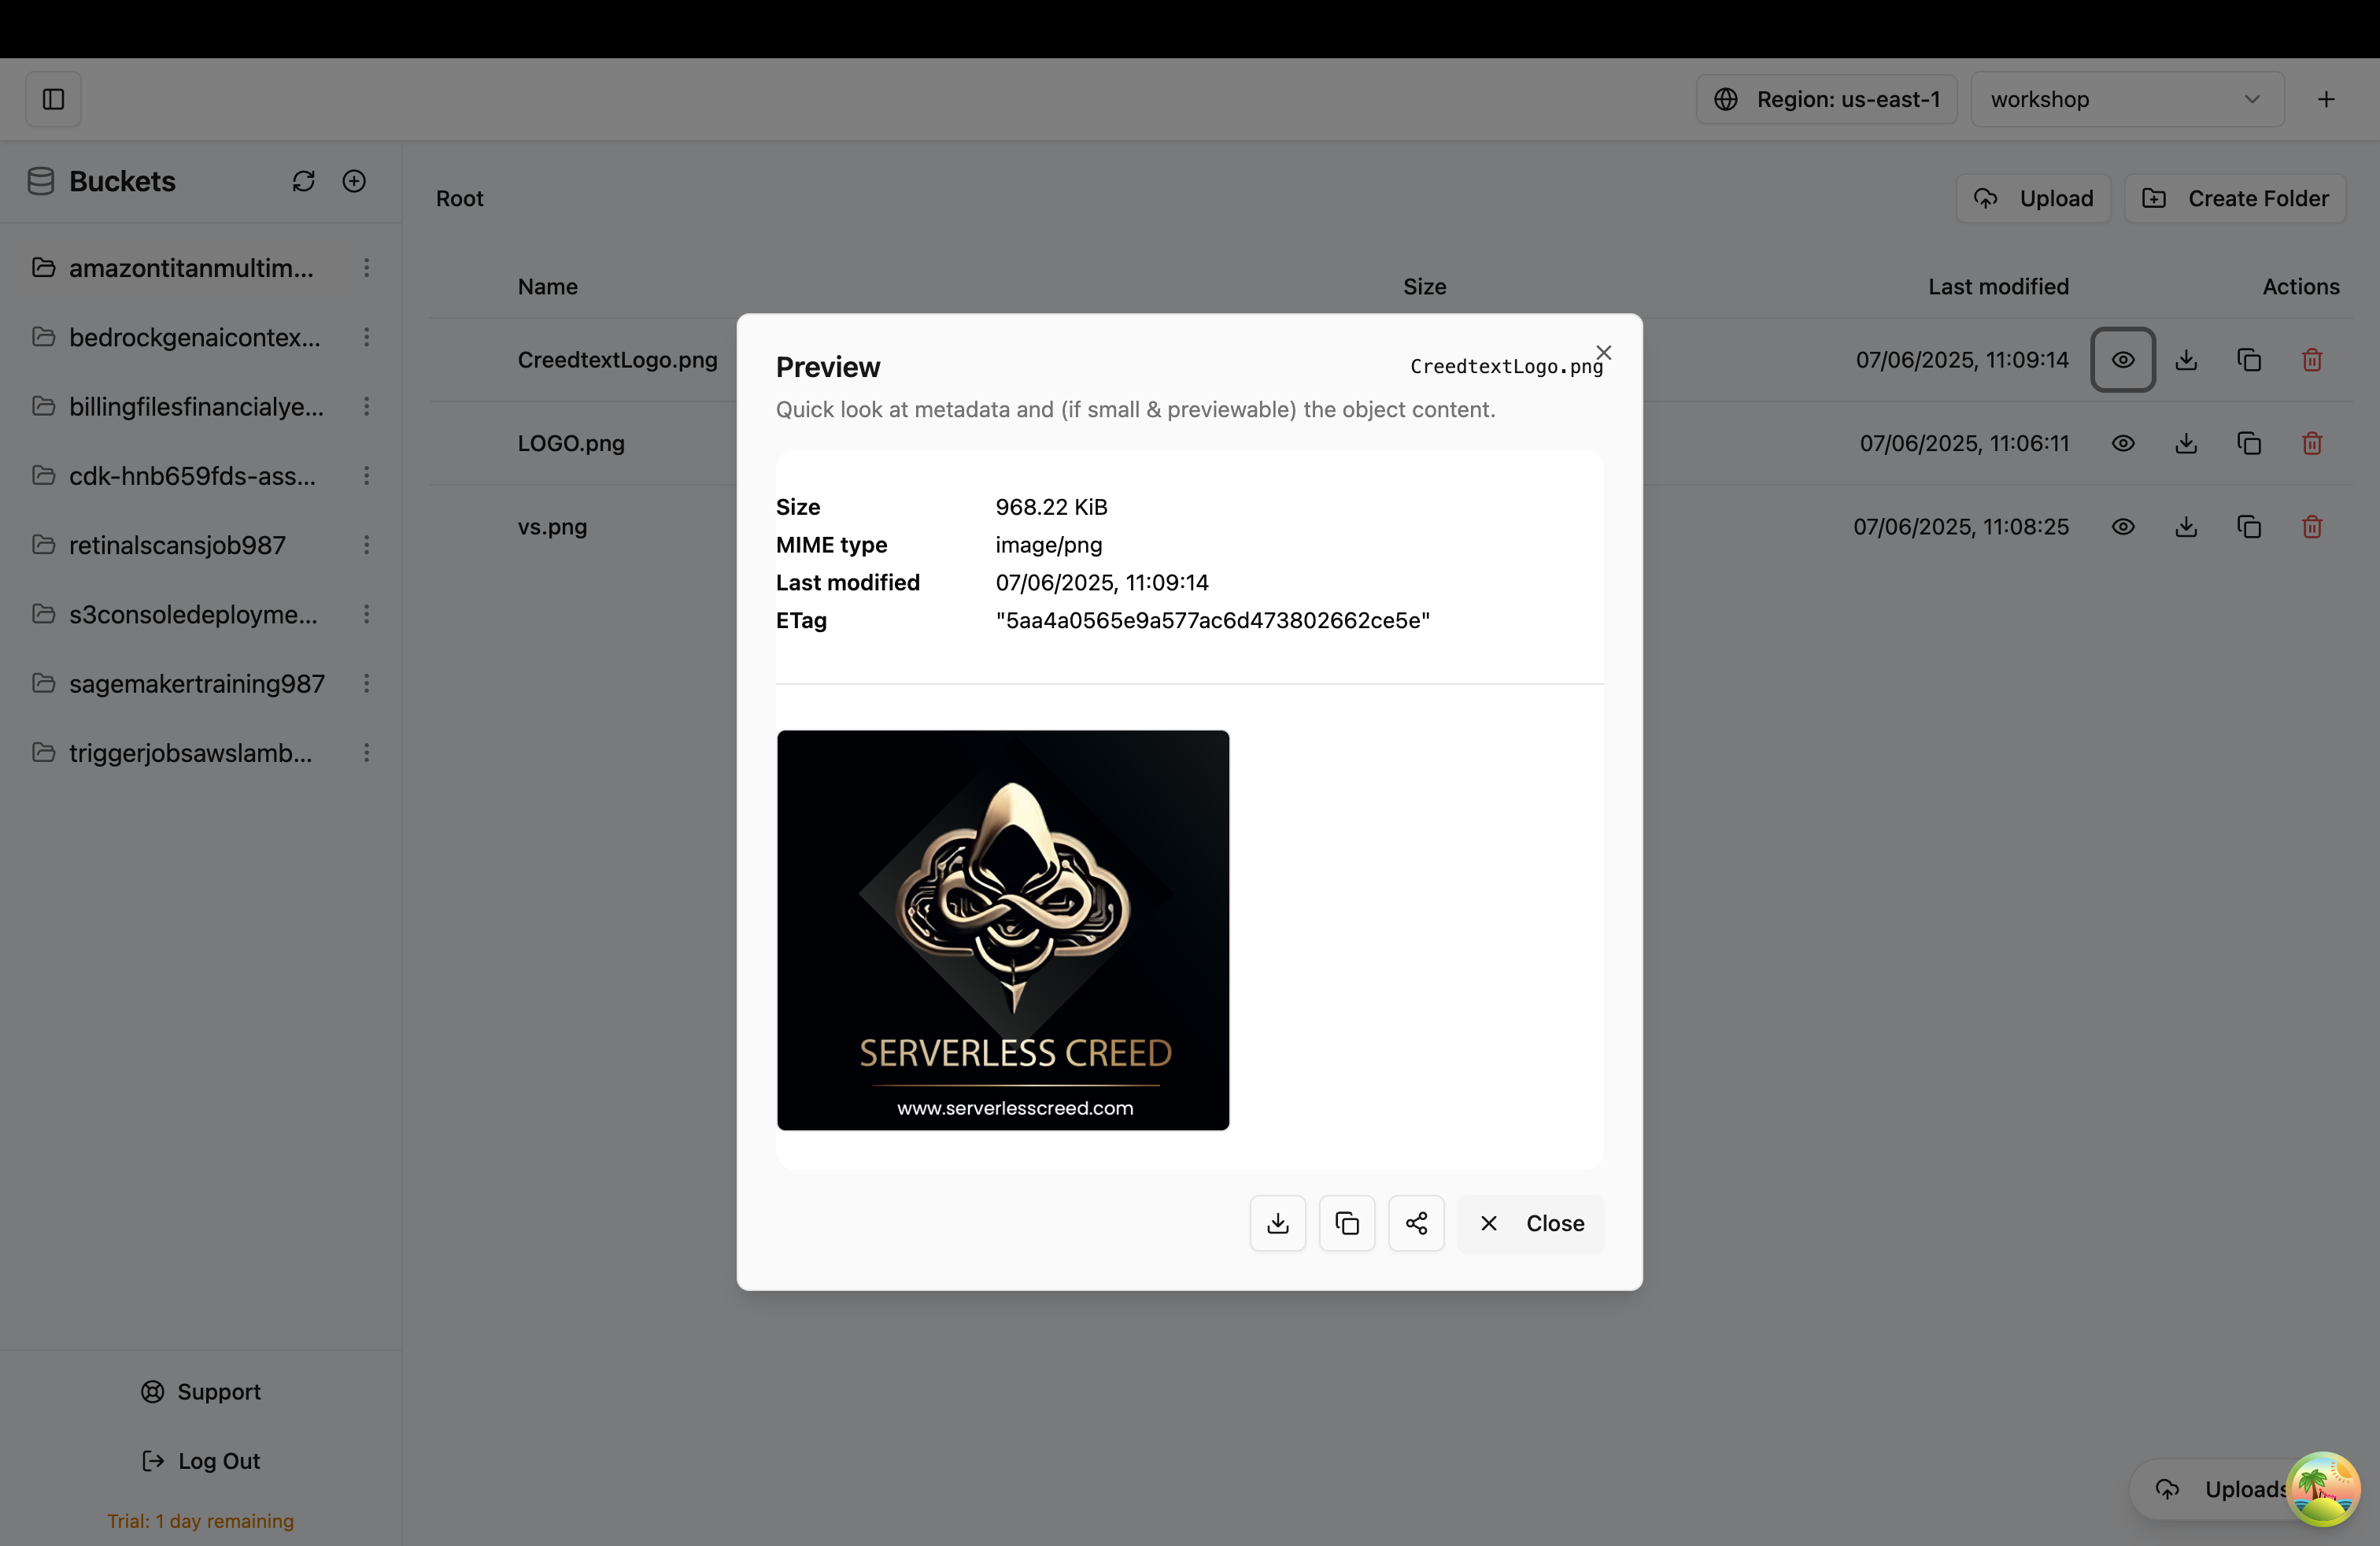 Region: us-east-1
workshop
Buckets
amazontitanmultim...
bedrockgenaicontex...
billingfilesfinancialye...
cdk-hnb659fds-ass...
retinalscansjob987
s3consoledeployme...
sagemakertraining987
triggerjobsawslamb...
Support
Log Out
Trial: 1 day remaining
Root
Upload
Create Folder
Name Size Last modified Actions
CreedtextLogo.png 07/06/2025, 11:09:14
LOGO.png 07/06/2025, 11:06:11
vs.png 07/06/2025, 11:08:25
Preview
CreedtextLogo.png
Quick look at metadata and (if small & previewable) the object content.
Size 968.22 KiB
MIME type image/png
Last modified 07/06/2025, 11:09:14
ETag "5aa4a0565e9a577ac6d473802662ce5e"
SERVERLESS CREED
www.serverlesscreed.com
Close
Uploads